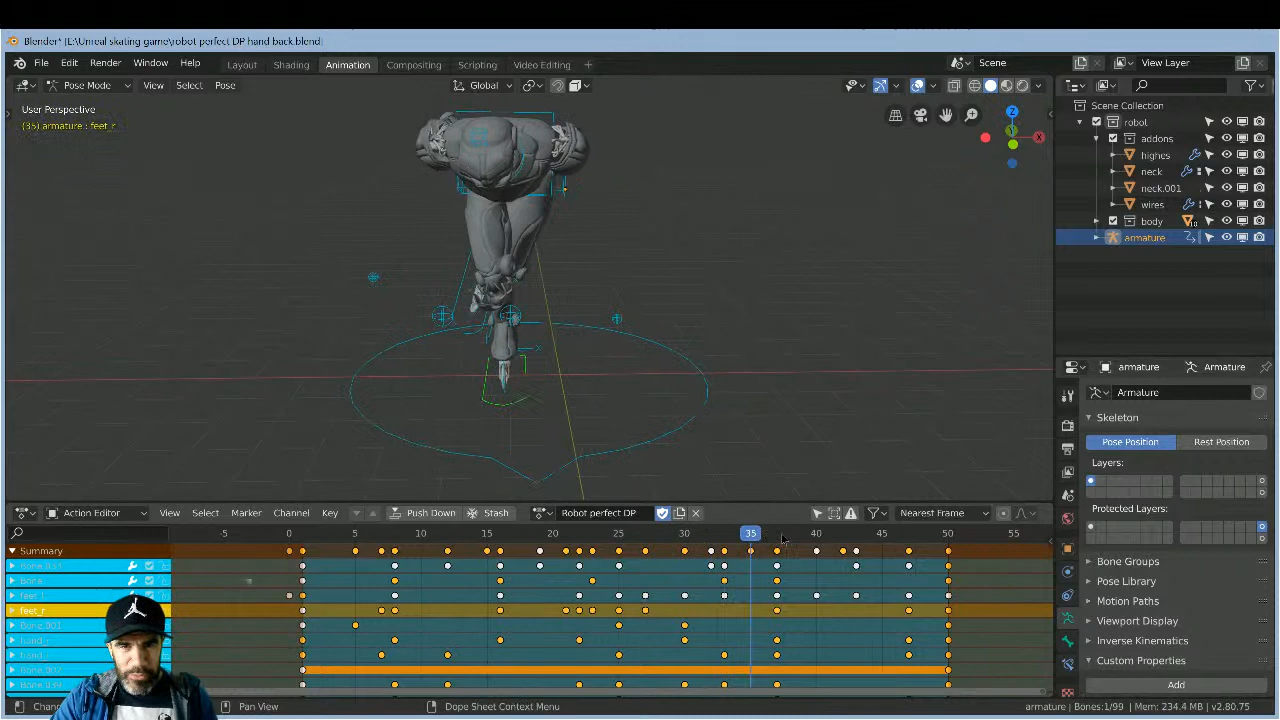 Blender* [E:\Unreal skating game\robot perfect DP hand back.blend]
File Edit Render Window Help Layout Shading Animation Compositing Scripting Video Editing + Scene View Layer
Pose Mode View Select Pose Global
User Perspective
(35) armature : feet_r
Scene Collection
robot
addons
highes
neck
neck.001
wires
body
armature
armature Armature
Armature
Skeleton
Pose Position Rest Position
Layers:
Protected Layers:
Bone Groups
Pose Library
Motion Paths
Viewport Display
Inverse Kinematics
Custom Properties
Add
Action Editor View Select Marker Channel Key Push Down Stash Robot perfect DP Nearest Frame
-5 0 5 10 15 20 25 30 35 40 45 50 55
Summary
Bone
feet_r
Bone.001
Pan View Dope Sheet Context Menu armature | Bones:1/99 | Mem: 234.4 MB | v2.80.75